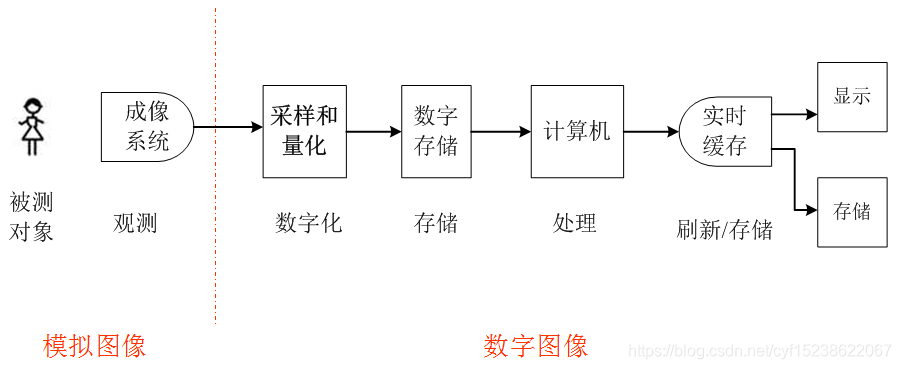 成像
系统
采样和
量化
数字
存储
计算机
实时
缓存
显示
存储
被测
对象
观测
数字化
存储
处理
刷新/存储
模拟图像
数字图像
https://blog.csdn.net/cyf15238622067